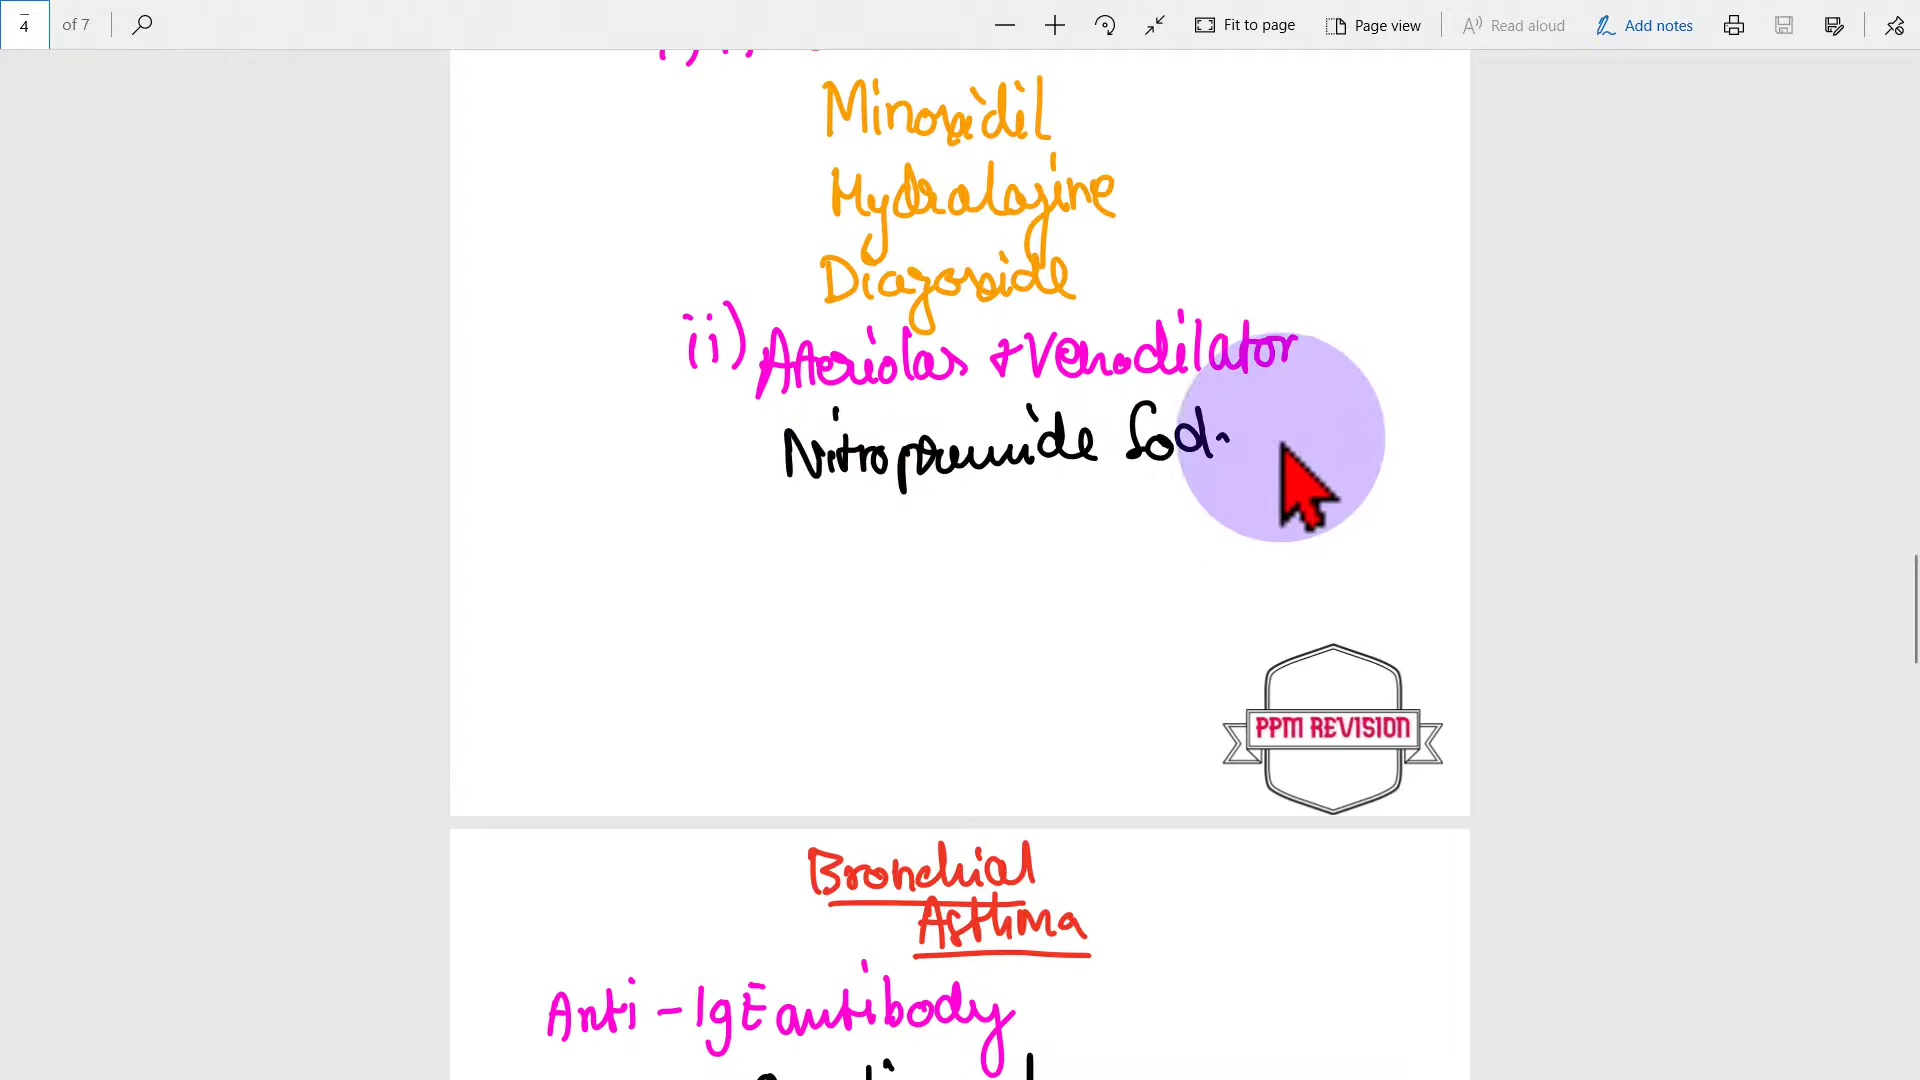 4 of 7 Fit to page Page view Read aloud Add notes
Minoxidil
Hydralazine
Diazoxide
ii) Arteriolar + Venodilator
Nitroprusside Sod.
PPM REVISION
Bronchial
Asthma
Anti - IgE antibody